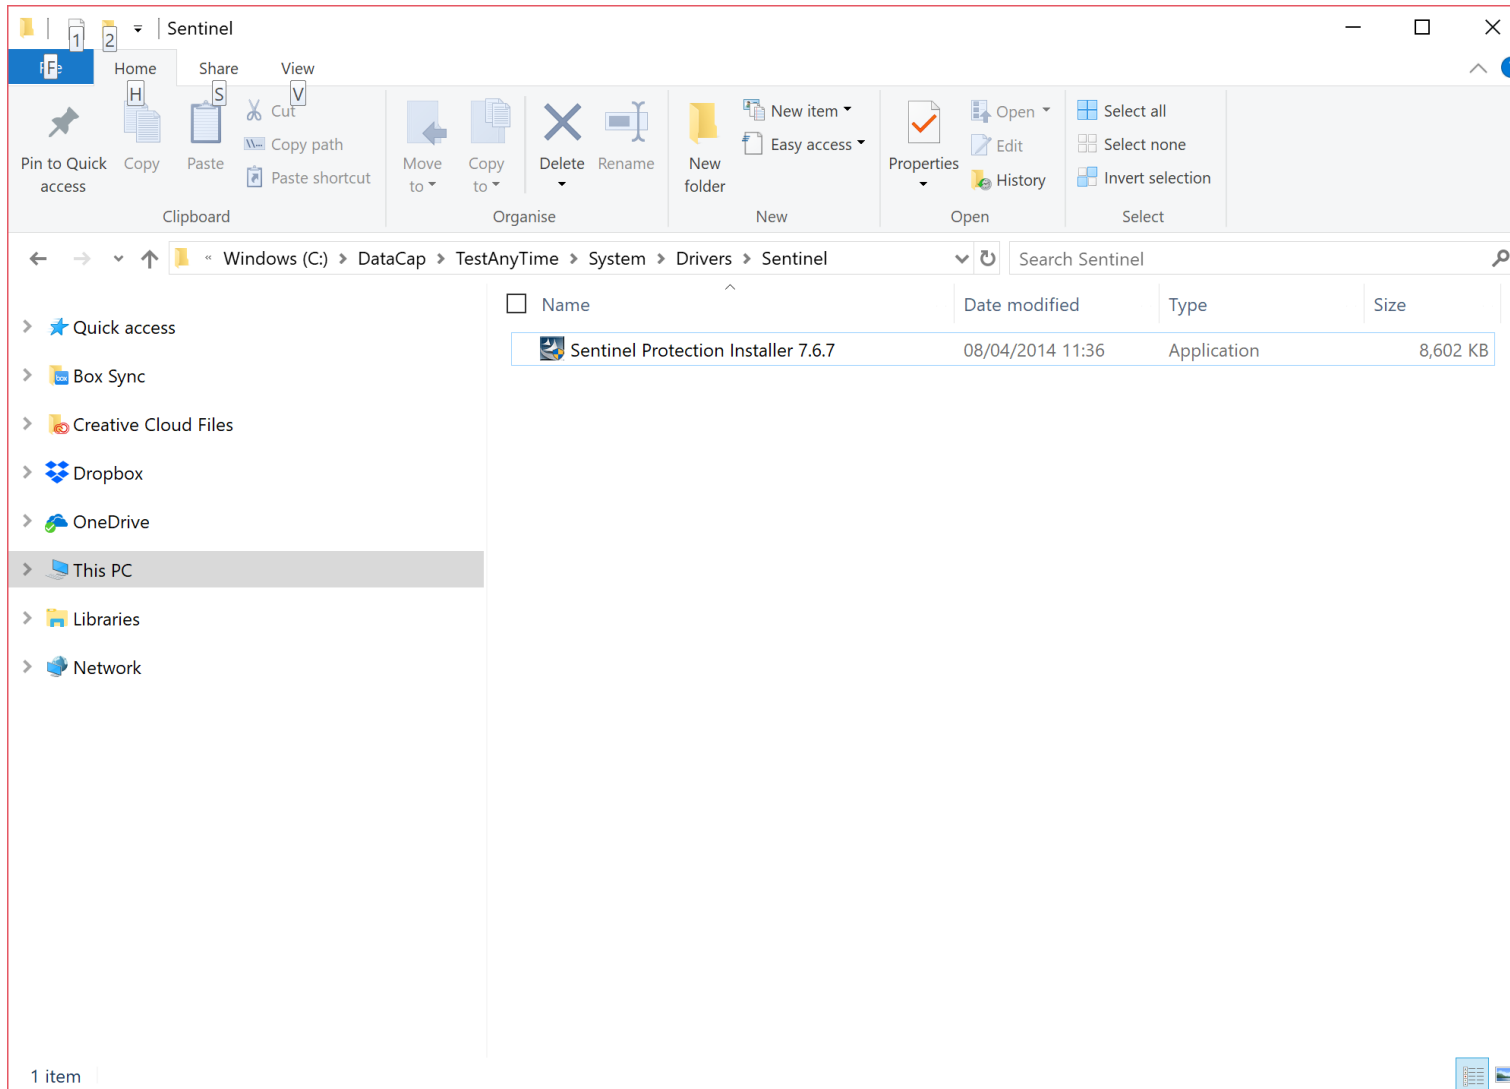 1 2 Sentinel
F Home Share View
H S V
Pin to Quick access
Copy
Paste
Cut
Copy path
Paste shortcut
Move to
Copy to
Delete
Rename
New folder
New item
Easy access
Properties
Open
Edit
History
Select all
Select none
Invert selection
Clipboard Organise New Open Select
« Windows (C:) > DataCap > TestAnyTime > System > Drivers > Sentinel
Search Sentinel
Name Date modified Type Size
Sentinel Protection Installer 7.6.7 08/04/2014 11:36 Application 8,602 KB
Quick access
box
Box Sync
Creative Cloud Files
Dropbox
OneDrive
This PC
Libraries
Network
1 item